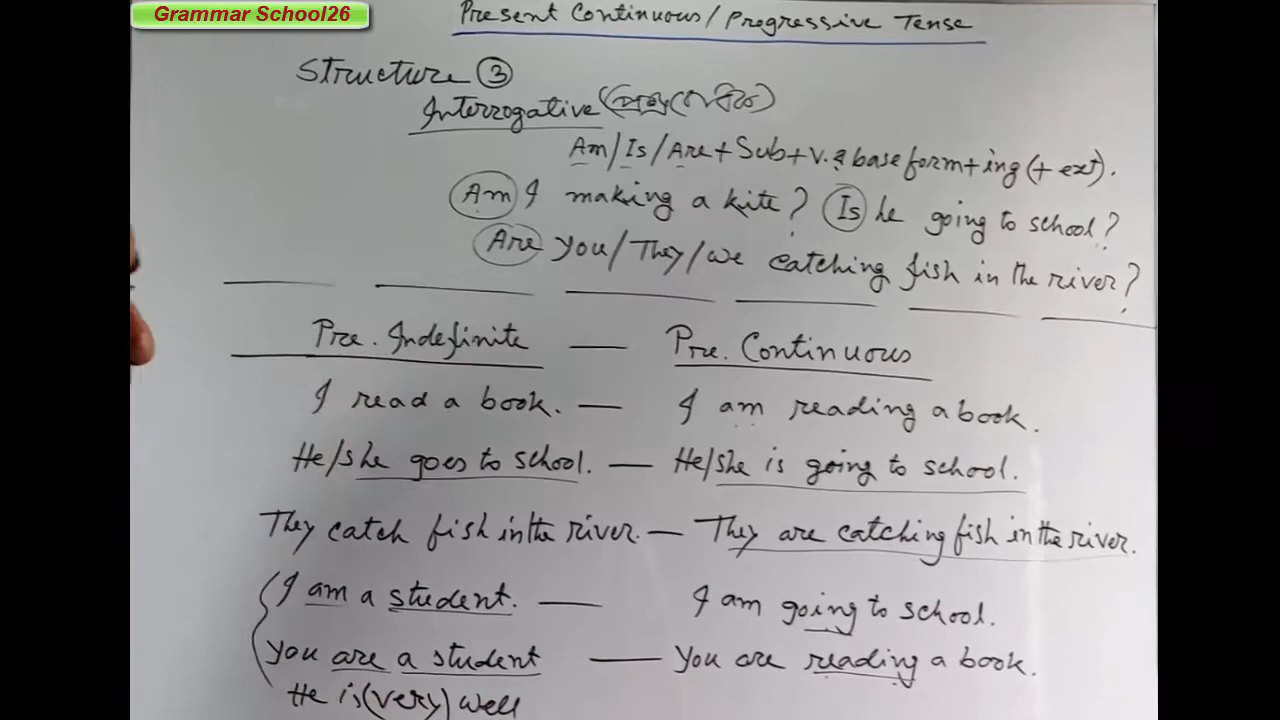 Grammar School26
Present Continuous/Progressive Tense
Structure ③
Interrogative
Am/Is/Are + Sub + V. base form + ing (+ ext).
Am I making a kite? Is he going to school?
Are you/They/we catching fish in the river?
Pre. Indefinite — Pre. Continuous
I read a book. — I am reading a book.
He/she goes to school. — He/she is going to school.
They catch fish in the river. — They are catching fish in the river.
I am a student. — I am going to school.
you are a student — you are reading a book.
He is (very) well